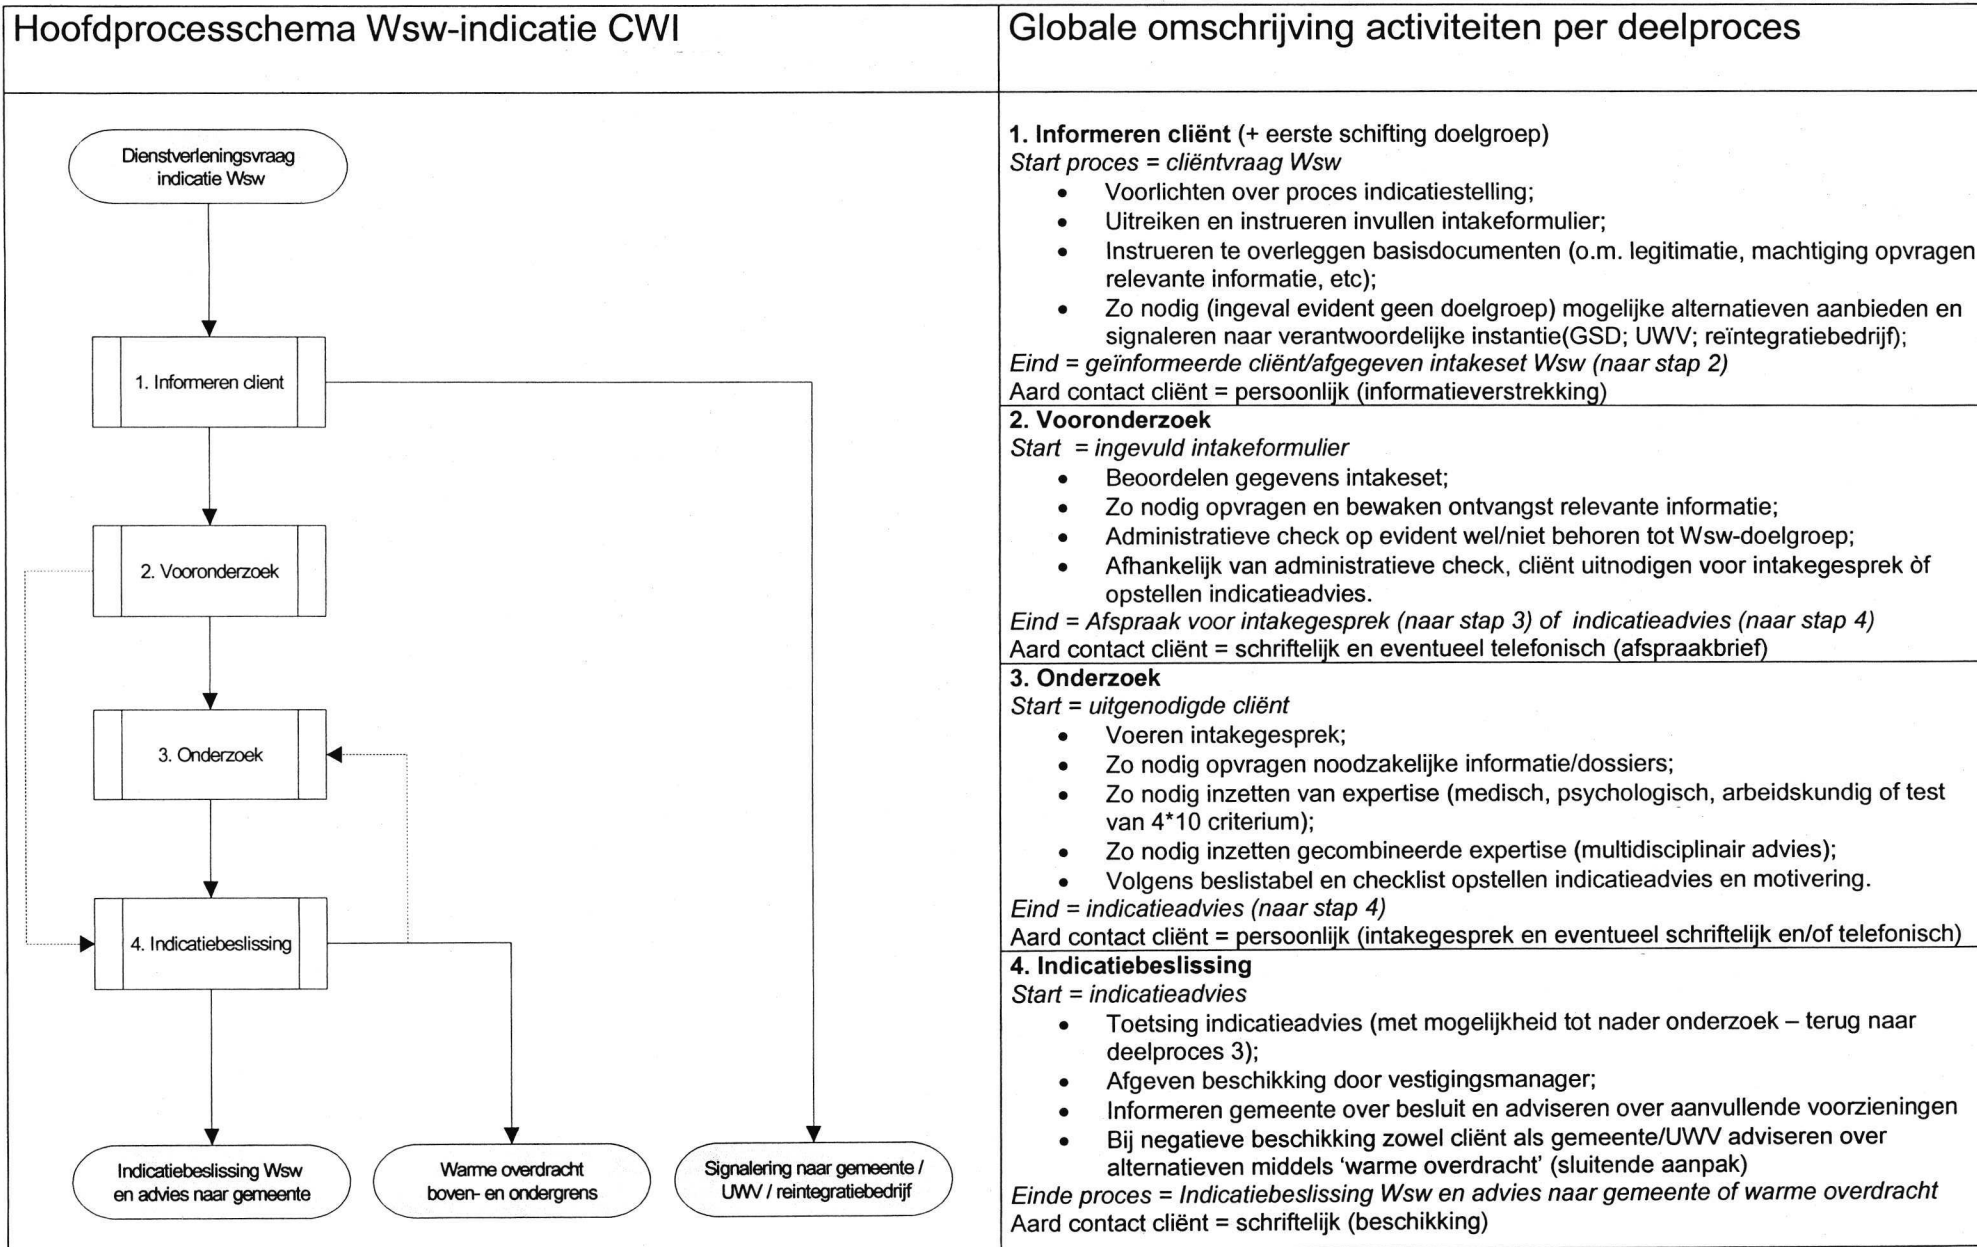 Hoofdprocesschema Wsw-indicatie CWI
Dienstverleningsvraag
indicatie Wsw
1. Informeren client
2. Vooronderzoek
3. Onderzoek
4. Indicatiebeslissing
Indicatiebeslissing Wsw
en advies naar gemeente
Warme overdracht
boven- en ondergrens
Signalering naar gemeente /
UWV / reintegratiebedrijf
Globale omschrijving activiteiten per deelproces
1. Informeren cliënt (+ eerste schifting doelgroep)
Start proces = cliëntvraag Wsw
• Voorlichten over proces indicatiestelling;
• Uitreiken en instrueren invullen intakeformulier;
• Instrueren te overleggen basisdocumenten (o.m. legitimatie, machtiging opvragen
relevante informatie, etc);
• Zo nodig (ingeval evident geen doelgroep) mogelijke alternatieven aanbieden en
signaleren naar verantwoordelijke instantie(GSD; UWV; reïntegratiebedrijf);
Eind = geïnformeerde cliënt/afgegeven intakeset Wsw (naar stap 2)
Aard contact cliënt = persoonlijk (informatieverstrekking)
2. Vooronderzoek
Start = ingevuld intakeformulier
• Beoordelen gegevens intakeset;
• Zo nodig opvragen en bewaken ontvangst relevante informatie;
• Administratieve check op evident wel/niet behoren tot Wsw-doelgroep;
• Afhankelijk van administratieve check, cliënt uitnodigen voor intakegesprek òf
opstellen indicatieadvies.
Eind = Afspraak voor intakegesprek (naar stap 3) of indicatieadvies (naar stap 4)
Aard contact cliënt = schriftelijk en eventueel telefonisch (afspraakbrief)
3. Onderzoek
Start = uitgenodigde cliënt
• Voeren intakegesprek;
• Zo nodig opvragen noodzakelijke informatie/dossiers;
• Zo nodig inzetten van expertise (medisch, psychologisch, arbeidskundig of test
van 4*10 criterium);
• Zo nodig inzetten gecombineerde expertise (multidisciplinair advies);
• Volgens beslistabel en checklist opstellen indicatieadvies en motivering.
Eind = indicatieadvies (naar stap 4)
Aard contact cliënt = persoonlijk (intakegesprek en eventueel schriftelijk en/of telefonisch)
4. Indicatiebeslissing
Start = indicatieadvies
• Toetsing indicatieadvies (met mogelijkheid tot nader onderzoek – terug naar
deelproces 3);
• Afgeven beschikking door vestigingsmanager;
• Informeren gemeente over besluit en adviseren over aanvullende voorzieningen
• Bij negatieve beschikking zowel cliënt als gemeente/UWV adviseren over
alternatieven middels ‘warme overdracht’ (sluitende aanpak)
Einde proces = Indicatiebeslissing Wsw en advies naar gemeente of warme overdracht
Aard contact cliënt = schriftelijk (beschikking)